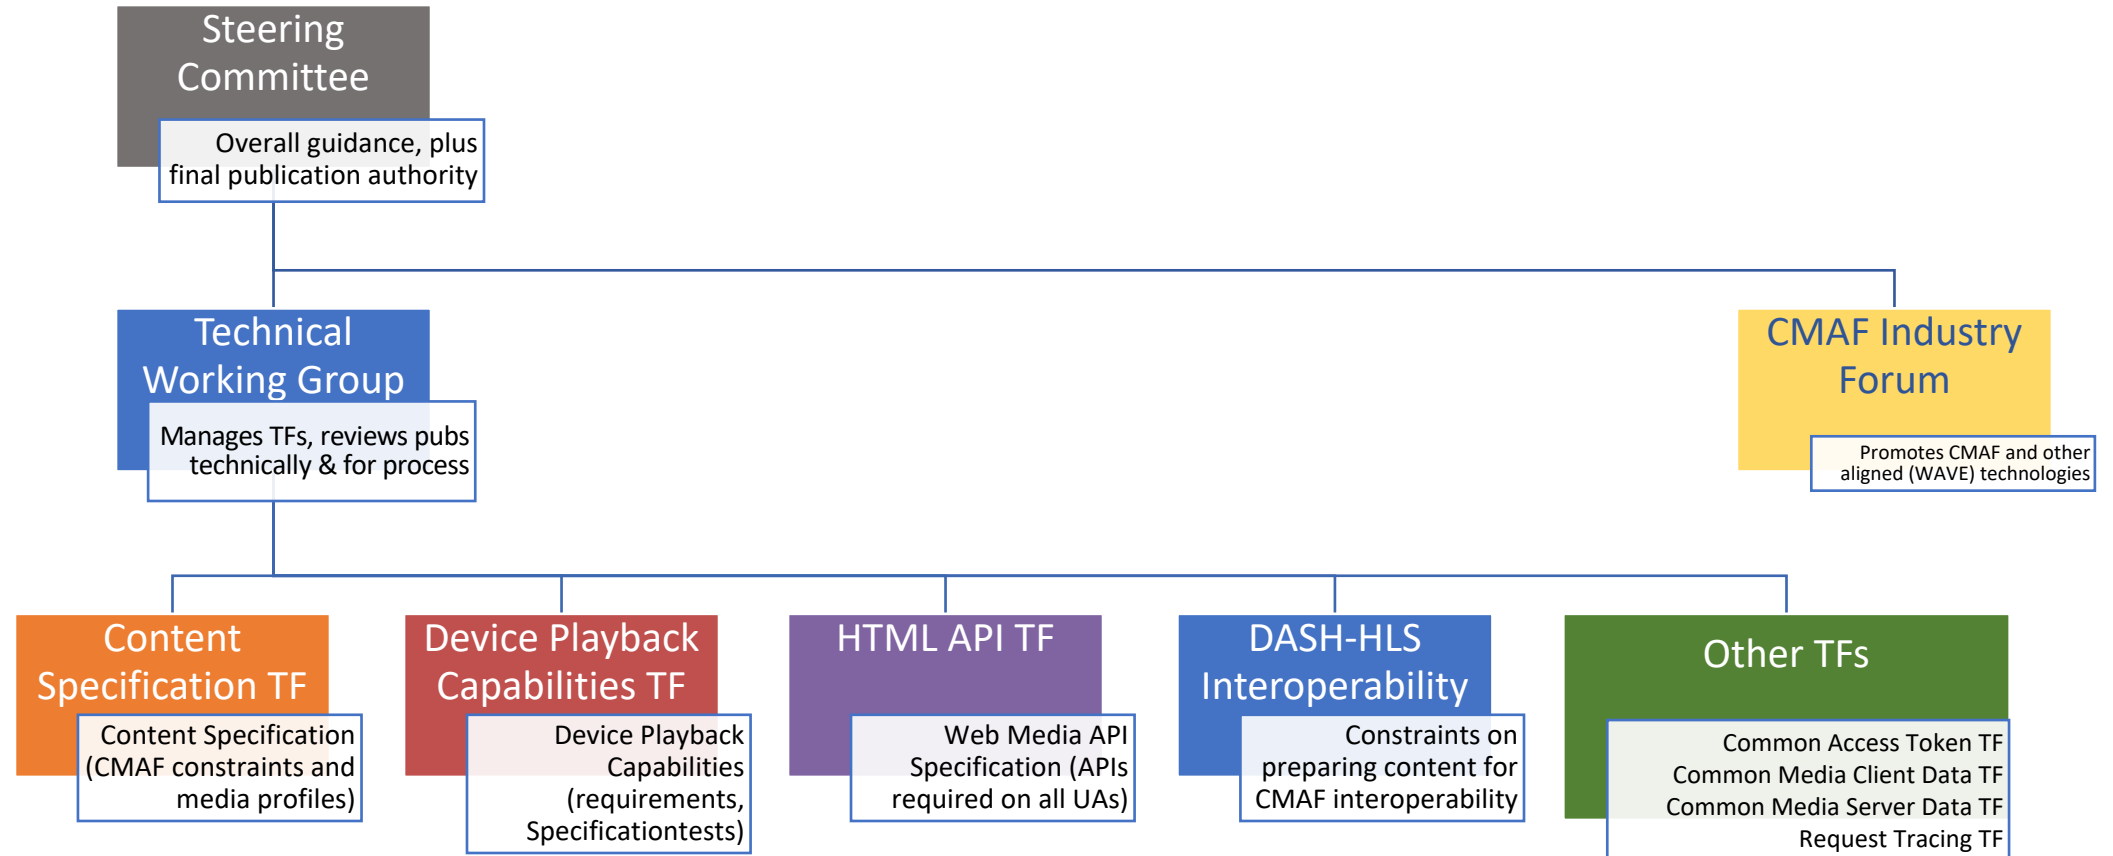 Steering
Committee
Overall guidance, plus
final publication authority
Technical
Working Group
Manages TFs, reviews pubs
technically & for process
CMAF Industry
Forum
Promotes CMAF and other
aligned (WAVE) technologies
Content
Specification TF
Content Specification
(CMAF constraints and
media profiles)
Device Playback
Capabilities TF
Device Playback
Capabilities
(requirements,
Specificationtests)
HTML API TF
Web Media API
Specification (APIs
required on all UAs)
DASH-HLS
Interoperability
Constraints on
preparing content for
CMAF interoperability
Other TFs
Common Access Token TF
Common Media Client Data TF
Common Media Server Data TF
Request Tracing TF